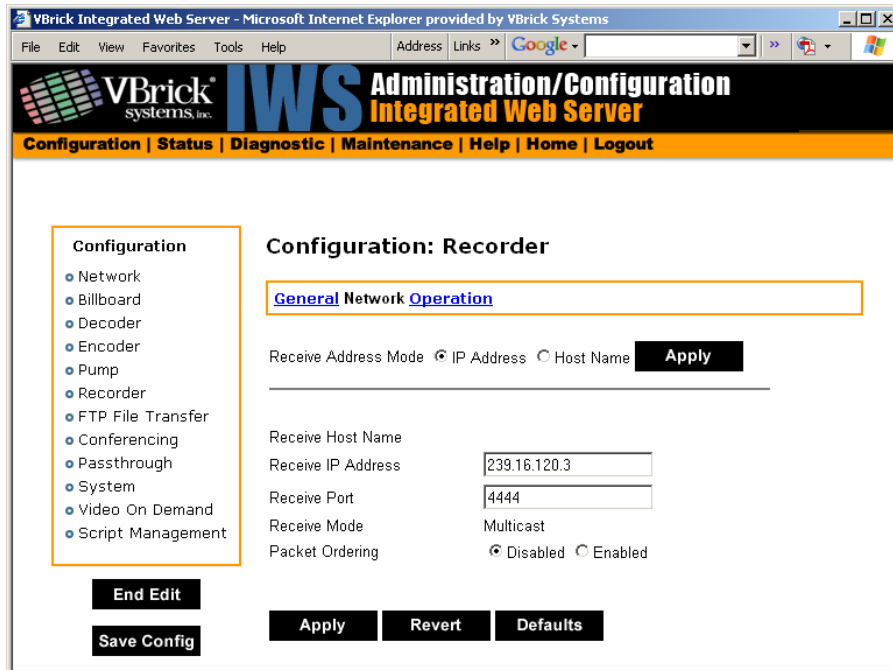 VBrick Integrated Web Server - Microsoft Internet Explorer provided by VBrick Systems
File Edit View Favorites Tools Help Address Links » Google »
VBrick systems, inc. IWS Administration/Configuration
Integrated Web Server
Configuration | Status | Diagnostic | Maintenance | Help | Home | Logout
Configuration
Network
Billboard
Decoder
Encoder
Pump
Recorder
FTP File Transfer
Conferencing
Passthrough
System
Video On Demand
Script Management
End Edit
Save Config
Configuration: Recorder
General Network Operation
Receive Address Mode IP Address Host Name Apply
Receive Host Name
Receive IP Address 239.16.120.3
Receive Port 4444
Receive Mode Multicast
Packet Ordering Disabled Enabled
Apply Revert Defaults